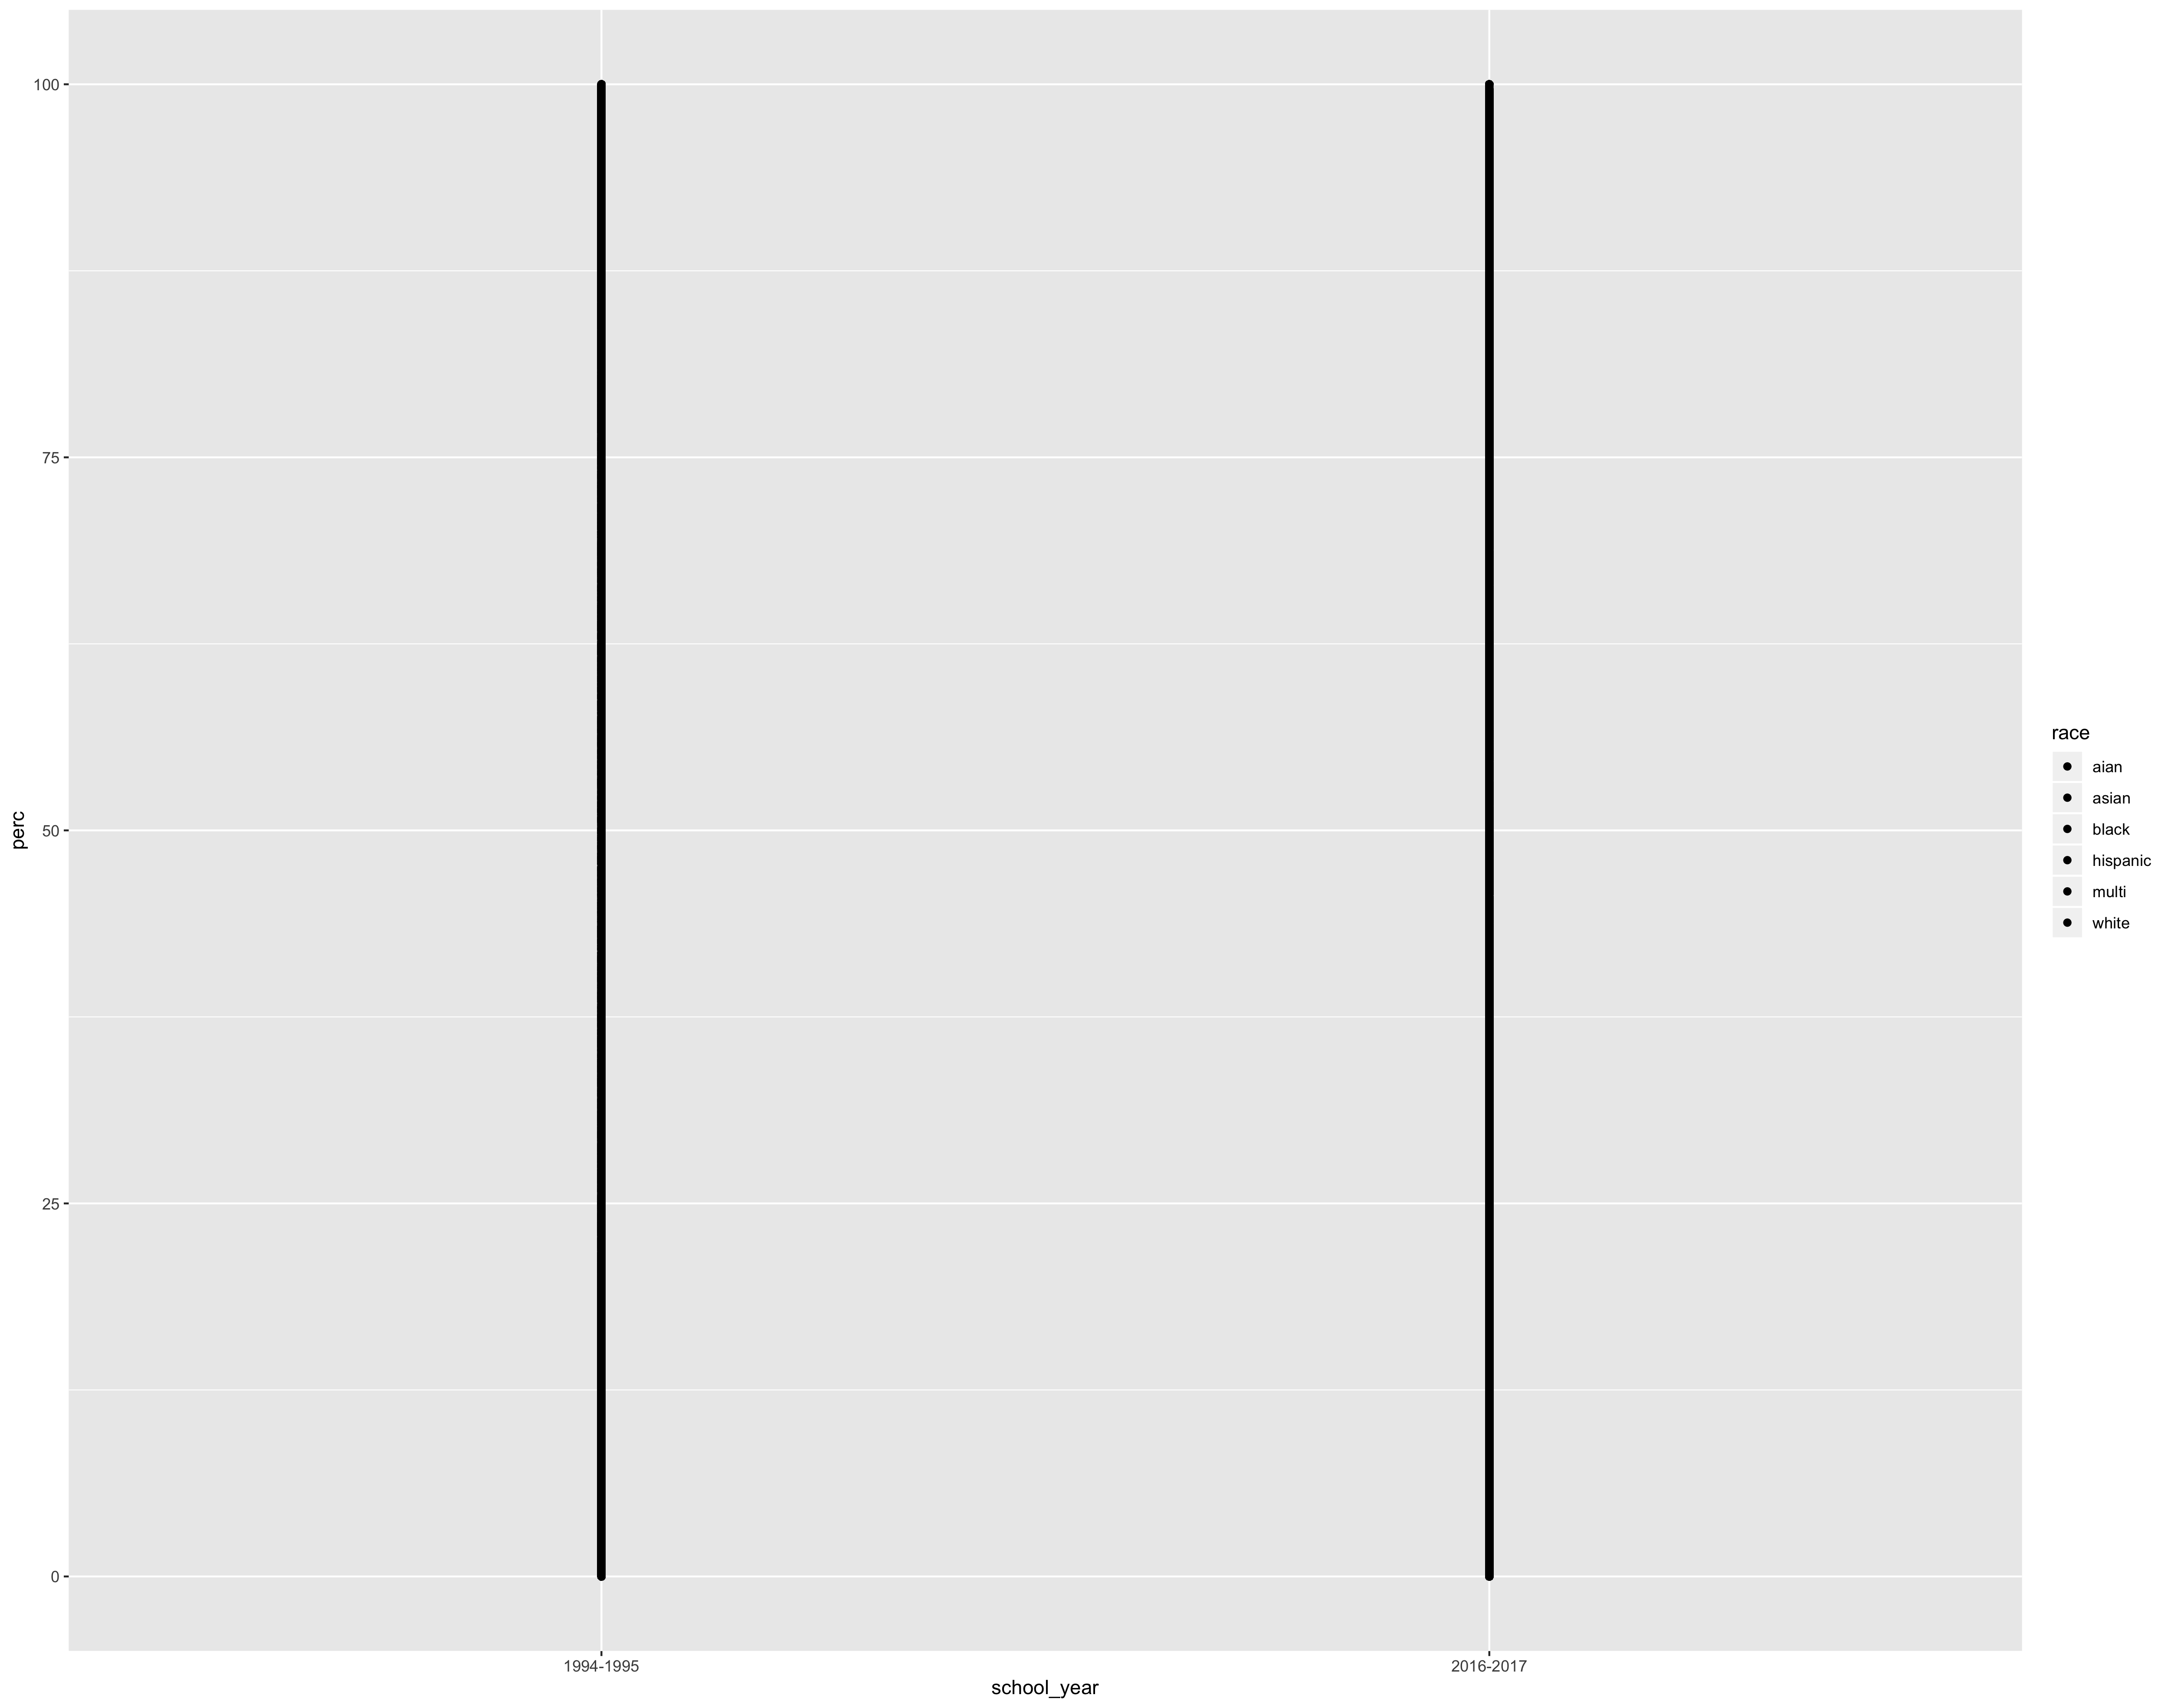 100
75
50
25
0
perc
1994-1995
2016-2017
school_year
race
aian
asian
black
hispanic
multi
white